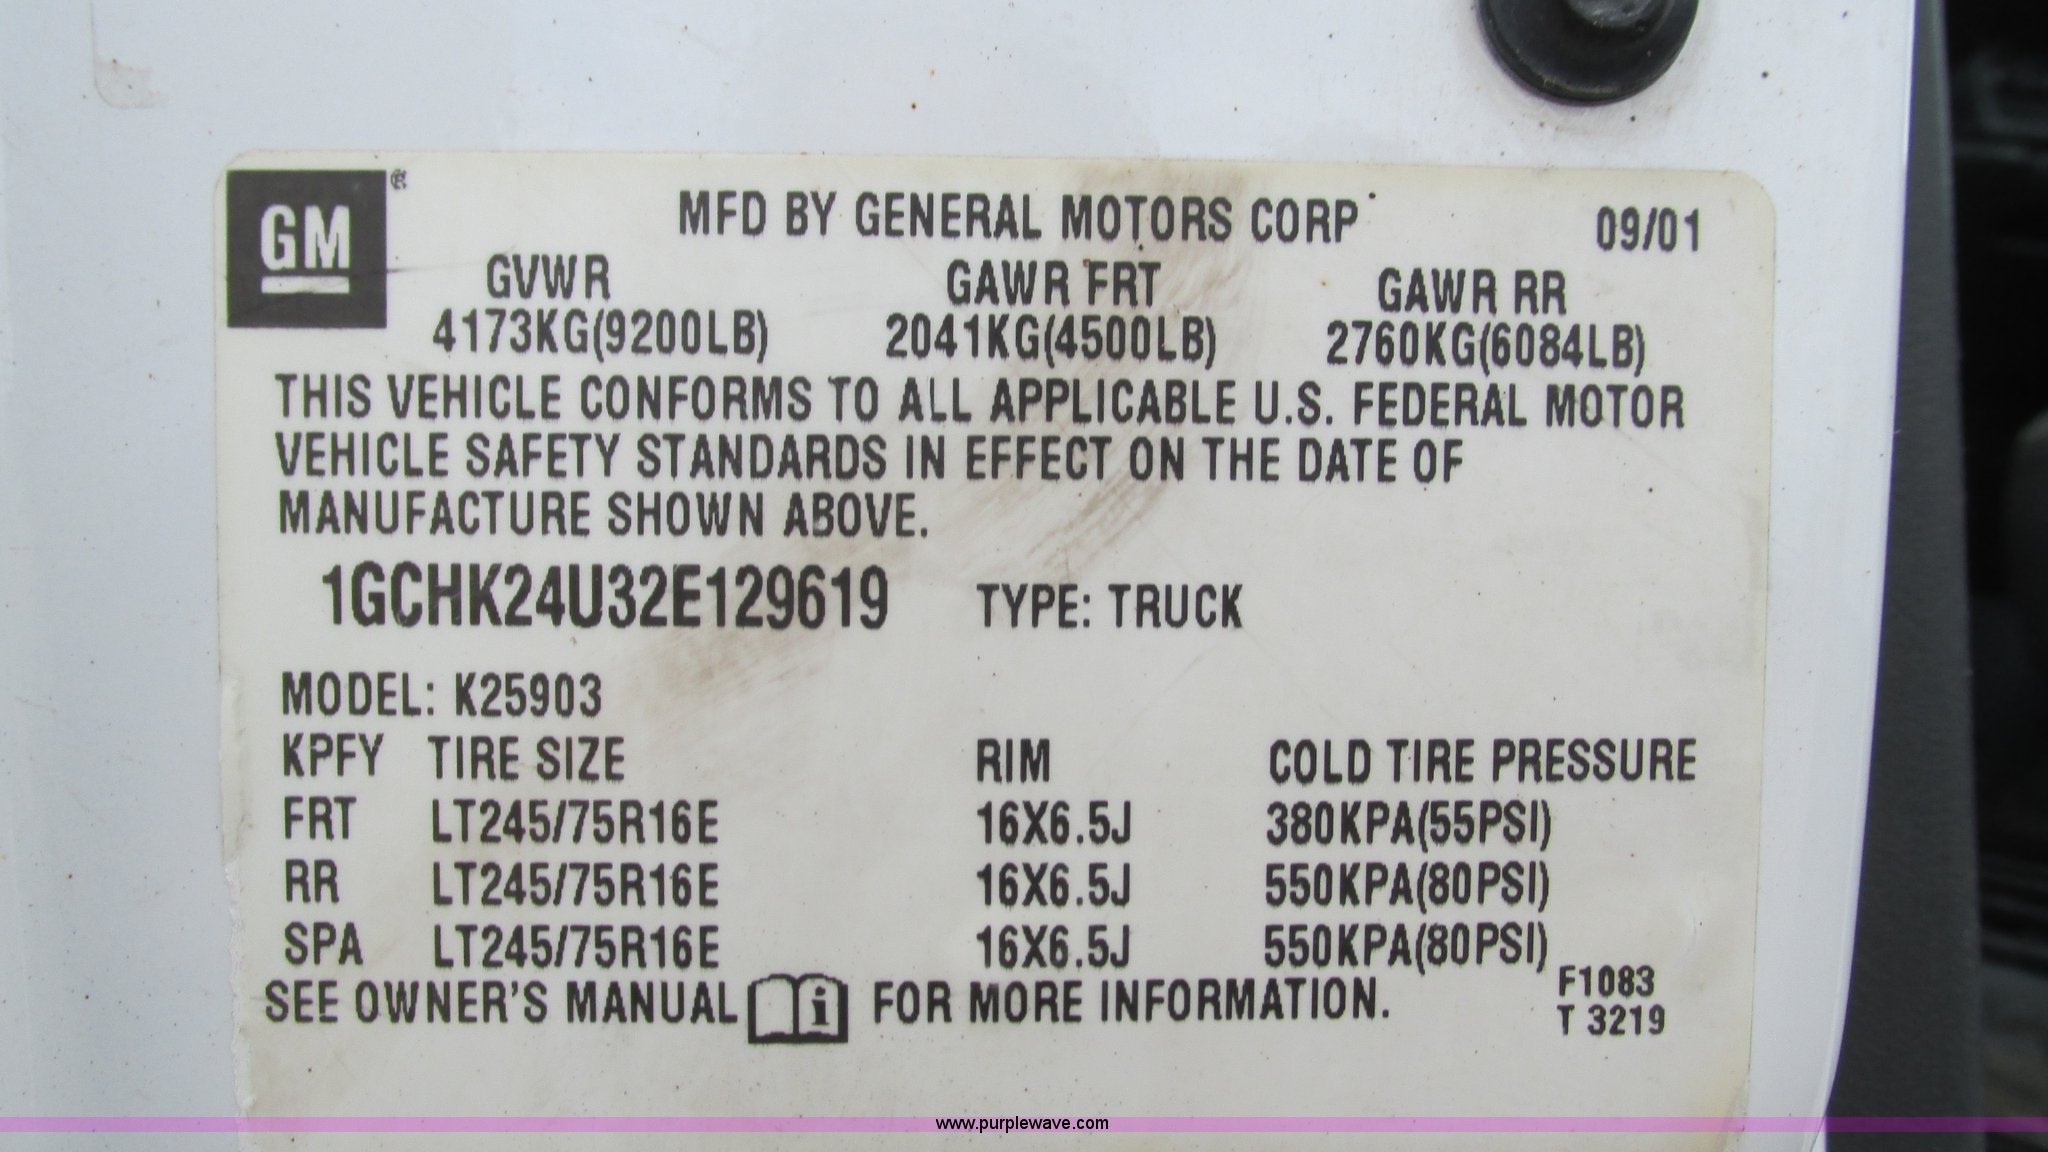 GM
MFD BY GENERAL MOTORS CORP 09/01
GVWR GAWR FRT GAWR RR
4173KG(9200LB) 2041KG(4500LB) 2760KG(6084LB)
THIS VEHICLE CONFORMS TO ALL APPLICABLE U.S. FEDERAL MOTOR
VEHICLE SAFETY STANDARDS IN EFFECT ON THE DATE OF
MANUFACTURE SHOWN ABOVE.
1GCHK24U32E129619 TYPE: TRUCK
MODEL: K25903
KPFY TIRE SIZE RIM COLD TIRE PRESSURE
FRT LT245/75R16E 16X6.5J 380KPA(55PSI)
RR LT245/75R16E 16X6.5J 550KPA(80PSI)
SPA LT245/75R16E 16X6.5J 550KPA(80PSI)
SEE OWNER'S MANUAL i FOR MORE INFORMATION.
F1083
T 3219
www.purplewave.com